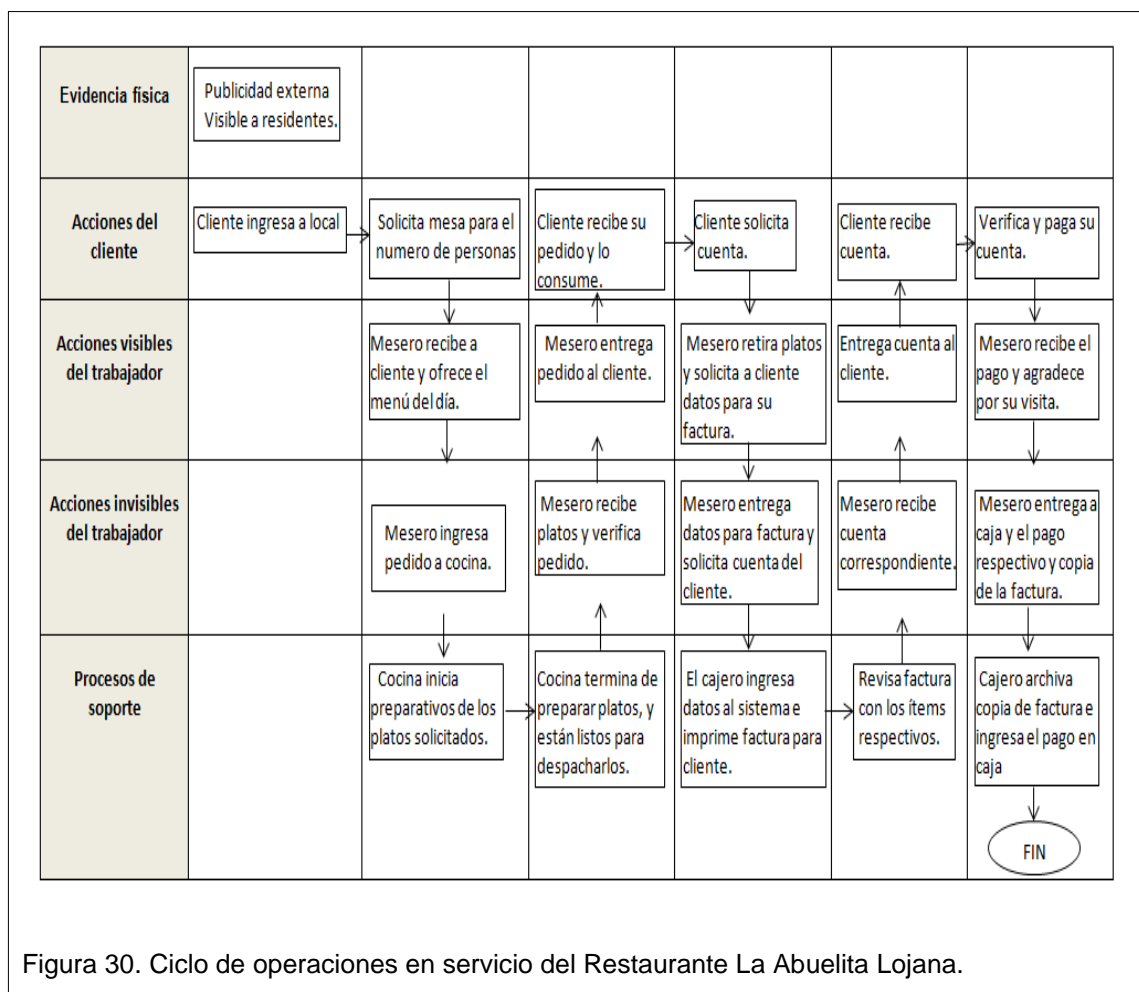 Evidencia física
Publicidad externa
Visible a residentes.
Acciones del
cliente
Cliente ingresa a local
Solicita mesa para el
numero de personas
Cliente recibe su
pedido y lo
consume.
Cliente solicita
cuenta.
Cliente recibe
cuenta.
Verifica y paga su
cuenta.
Acciones visibles
del trabajador
Mesero recibe a
cliente y ofrece el
menú del día.
Mesero entrega
pedido al cliente.
Mesero retira platos
y solicita a cliente
datos para su
factura.
Entrega cuenta al
cliente.
Mesero recibe el
pago y agradece
por su visita.
Acciones invisibles
del trabajador
Mesero ingresa
pedido a cocina.
Mesero recibe
platos y verifica
pedido.
Mesero entrega
datos para factura y
solicita cuenta del
cliente.
Mesero recibe
cuenta
correspondiente.
Mesero entrega a
caja y el pago
respectivo y copia
de la factura.
Procesos de
soporte
Cocina inicia
preparativos de los
platos solicitados.
Cocina termina de
preparar platos, y
están listos para
despacharlos.
El cajero ingresa
datos al sistema e
imprime factura para
cliente.
Revisa factura
con los ítems
respectivos.
Cajero archiva
copia de factura e
ingresa el pago en
caja
FIN
Figura 30. Ciclo de operaciones en servicio del Restaurante La Abuelita Lojana.